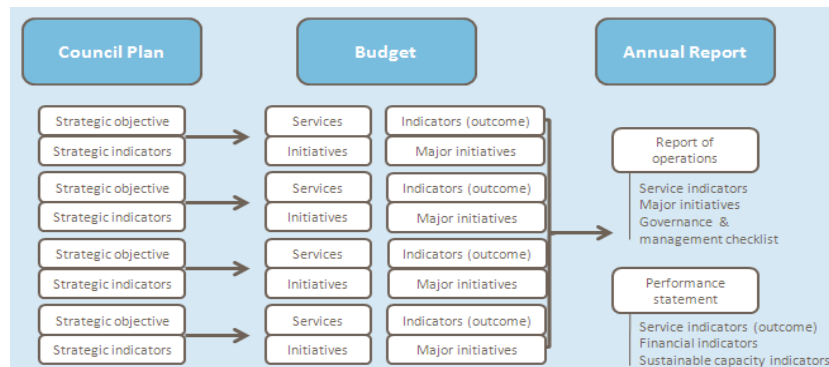 Council Plan
Budget
Annual Report
Strategic objective
Strategic indicators
Services
Initiatives
Indicators (outcome)
Major initiatives
Strategic objective
Strategic indicators
Services
Initiatives
Indicators (outcome)
Major initiatives
Strategic objective
Strategic indicators
Services
Initiatives
Indicators (outcome)
Major initiatives
Strategic objective
Strategic indicators
Services
Initiatives
Indicators (outcome)
Major initiatives
Report of
operations
Service indicators
Major initiatives
Governance &
management checklist
Performance
statement
Service indicators (outcome)
Financial indicators
Sustainable capacity indicators